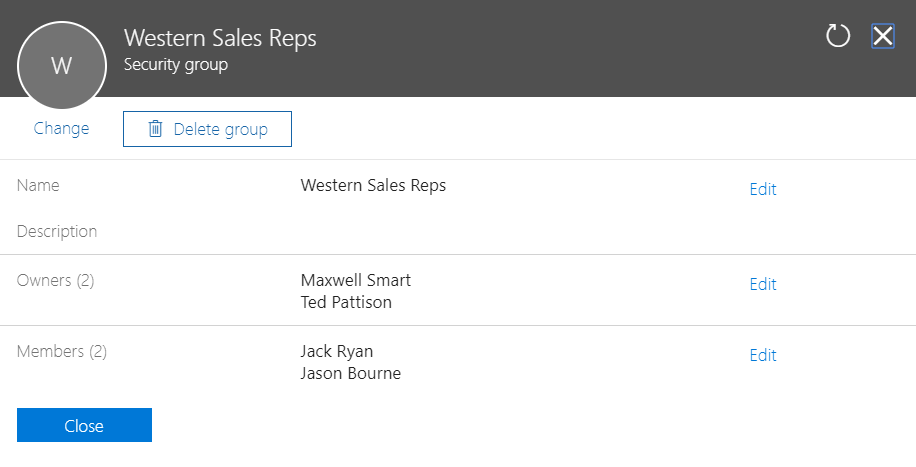 W
Western Sales Reps
Security group
Change
Delete group
Name Western Sales Reps Edit
Description
Owners (2) Maxwell Smart Edit
Ted Pattison
Members (2) Jack Ryan Edit
Jason Bourne
Close